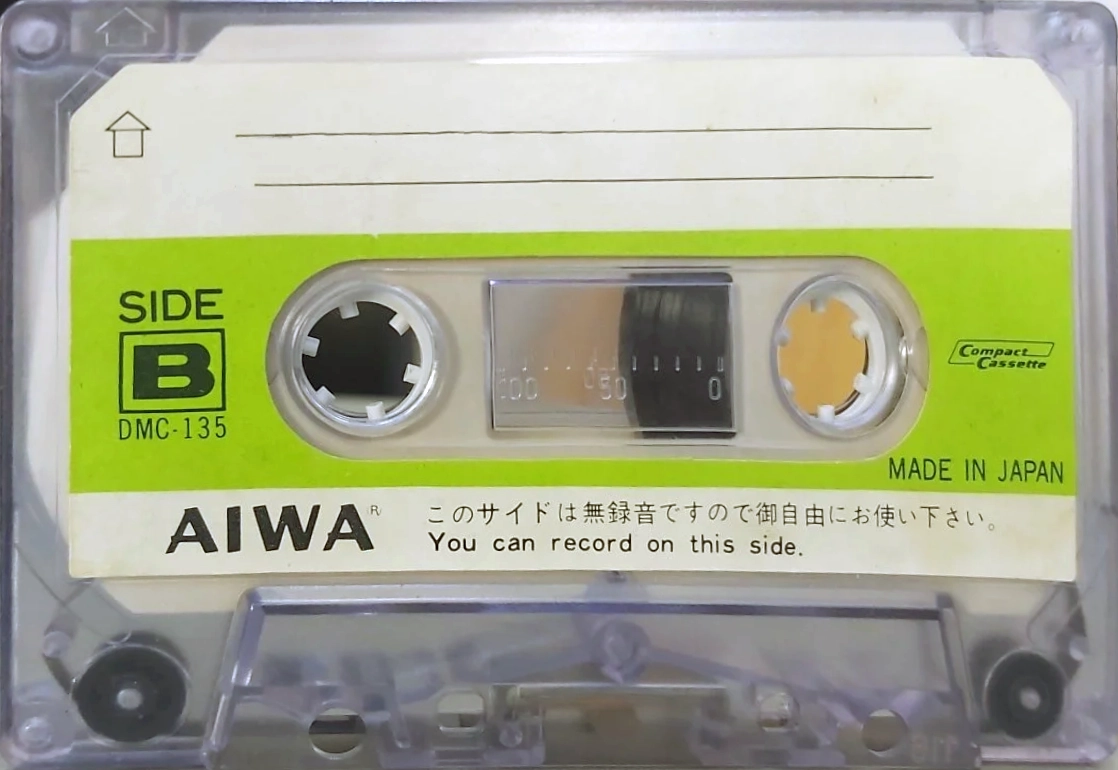 SIDE
B
DMC-135
100 50 0
Compact
Cassette
MADE IN JAPAN
AIWA®
このサイドは無録音ですので御自由にお使い下さい。
You can record on this side.